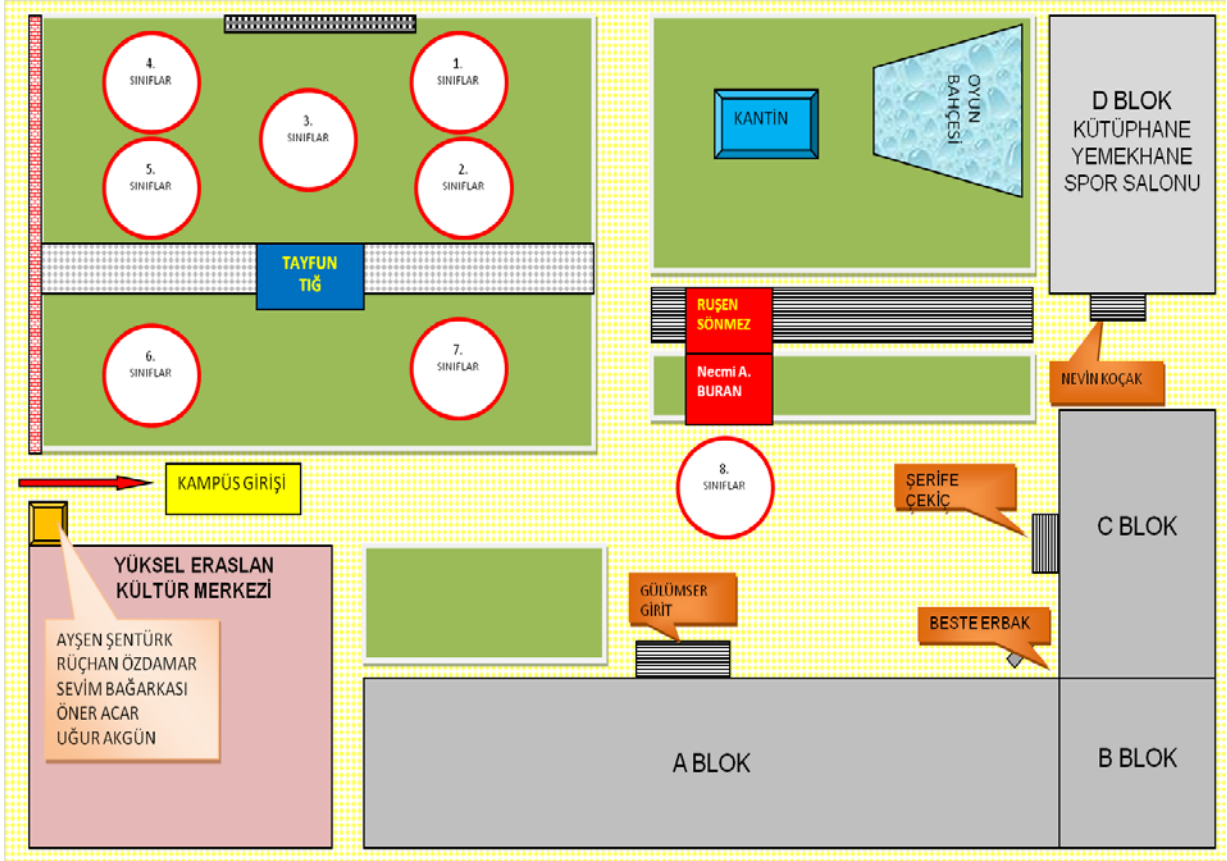 4.
SINIFLAR
1.
SINIFLAR
3.
SINIFLAR
5.
SINIFLAR
2.
SINIFLAR
KANTİN
OYUN
BAHÇESİ
D BLOK
KÜTÜPHANE
YEMEKHANE
SPOR SALONU
TAYFUN
TIĞ
RUŞEN
SÖNMEZ
Necmi A.
BURAN
NEVİN KOÇAK
6.
SINIFLAR
7.
SINIFLAR
KAMPÜS GİRİŞİ
8.
SINIFLAR
ŞERİFE
ÇEKİÇ
C BLOK
YÜKSEL ERASLAN
KÜLTÜR MERKEZİ
GÜLÜMSER
GİRİT
BESTE ERBAK
AYŞEN ŞENTÜRK
RÜÇHAN ÖZDAMAR
SEVİM BAĞARKASI
ÖNER ACAR
UĞUR AKGÜN
A BLOK
B BLOK